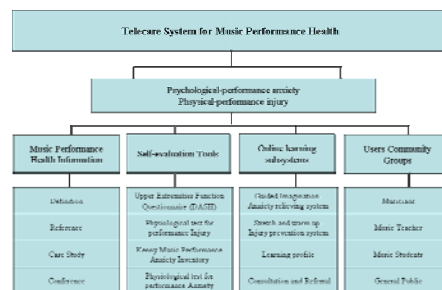 Telecare System for Music Performance Health
Psychological-performance anxiety
Physical-performance injury
Music Performance
Health Information
Definition
Reference
Case Study
Conference
Self-evaluation Tools
Upper Extremities Function
Questionnaire (DASH)
Physiological test for
performance Injury
Kenny Music Performance
Anxiety Inventory
Physiological test for
performance Anxiety
Online learning
subsystems
Guided Imagination
Anxiety relieving system
Stretch and warm up
Injury prevention system
Learning profile
Consultation and Referral
Users Community
Groups
Musicians
Music Teacher
Music Students
General Public